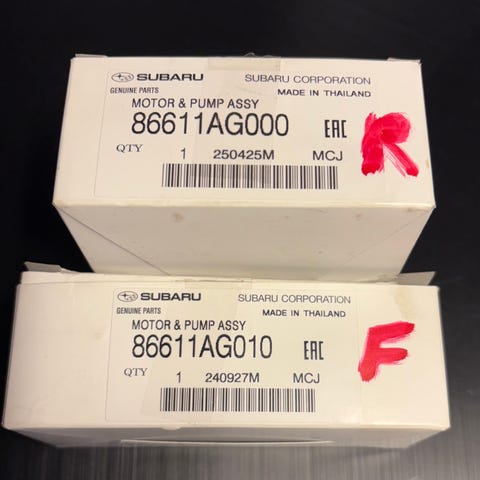 SUBARU SUBARU CORPORATION
GENUINE PARTS MADE IN THAILAND
MOTOR & PUMP ASSY
86611AG000 EAC R
QTY 1 250425M MCJ
SUBARU SUBARU CORPORATION
GENUINE PARTS MADE IN THAILAND
MOTOR & PUMP ASSY
86611AG010 EAC F
QTY 1 240927M MCJ